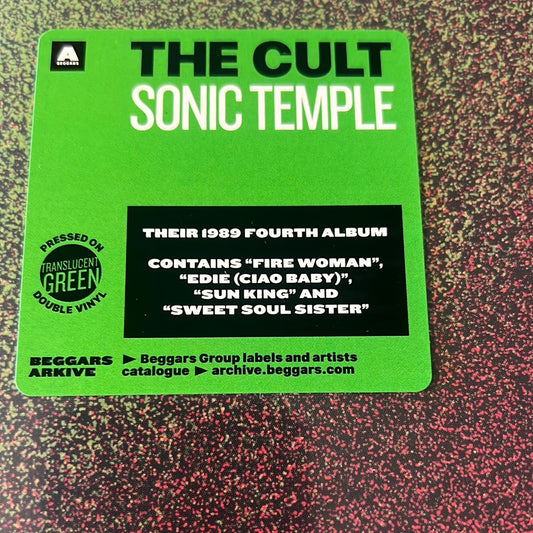 A
BEGGARS
THE CULT
SONIC TEMPLE
THEIR 1989 FOURTH ALBUM
CONTAINS “FIRE WOMAN”,
“EDIE (CIAO BABY)”,
“SUN KING” AND
“SWEET SOUL SISTER”
PRESSED ON
TRANSLUCENT
GREEN
DOUBLE VINYL
BEGGARS
ARKIVE
► Beggars Group labels and artists
catalogue ► archive.beggars.com